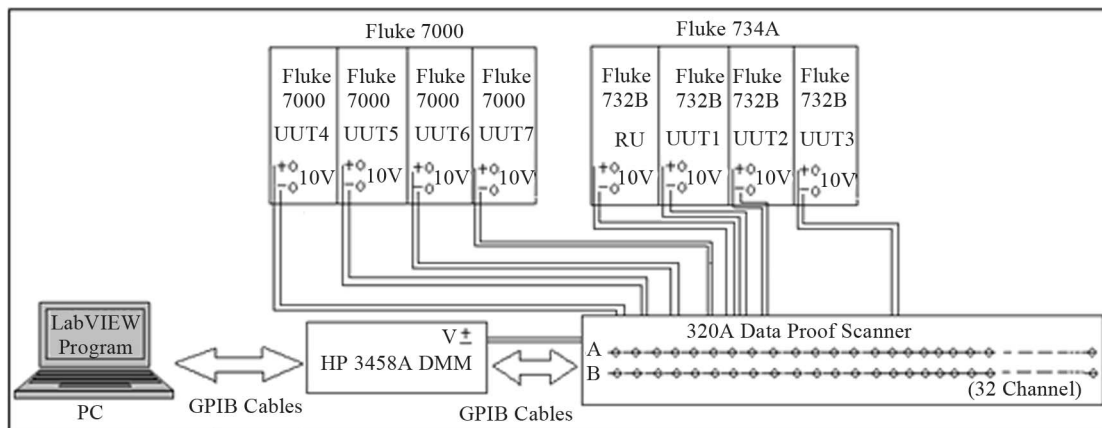 Fluke 7000
Fluke 734A
Fluke 7000 UUT4
Fluke 7000 UUT5
Fluke 7000 UUT6
Fluke 7000 UUT7
Fluke 732B RU
Fluke 732B UUT1
Fluke 732B UUT2
Fluke 732B UUT3
+ − 10V
+ − 10V
+ − 10V
+ − 10V
+ − 10V
+ − 10V
+ − 10V
+ − 10V
LabVIEW
Program
PC
GPIB Cables
V ±
HP 3458A DMM
GPIB Cables
320A Data Proof Scanner
A
B
(32 Channel)